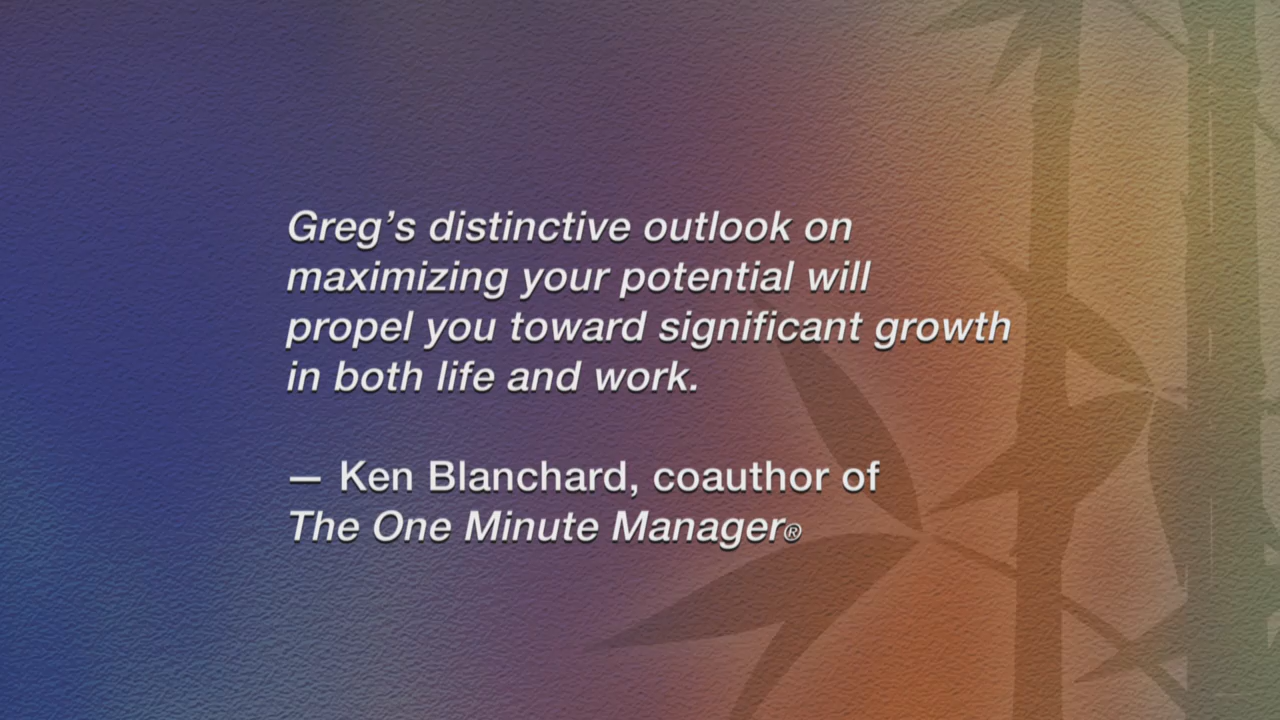 Greg’s distinctive outlook on
maximizing your potential will
propel you toward significant growth
in both life and work.
— Ken Blanchard, coauthor of
The One Minute Manager®